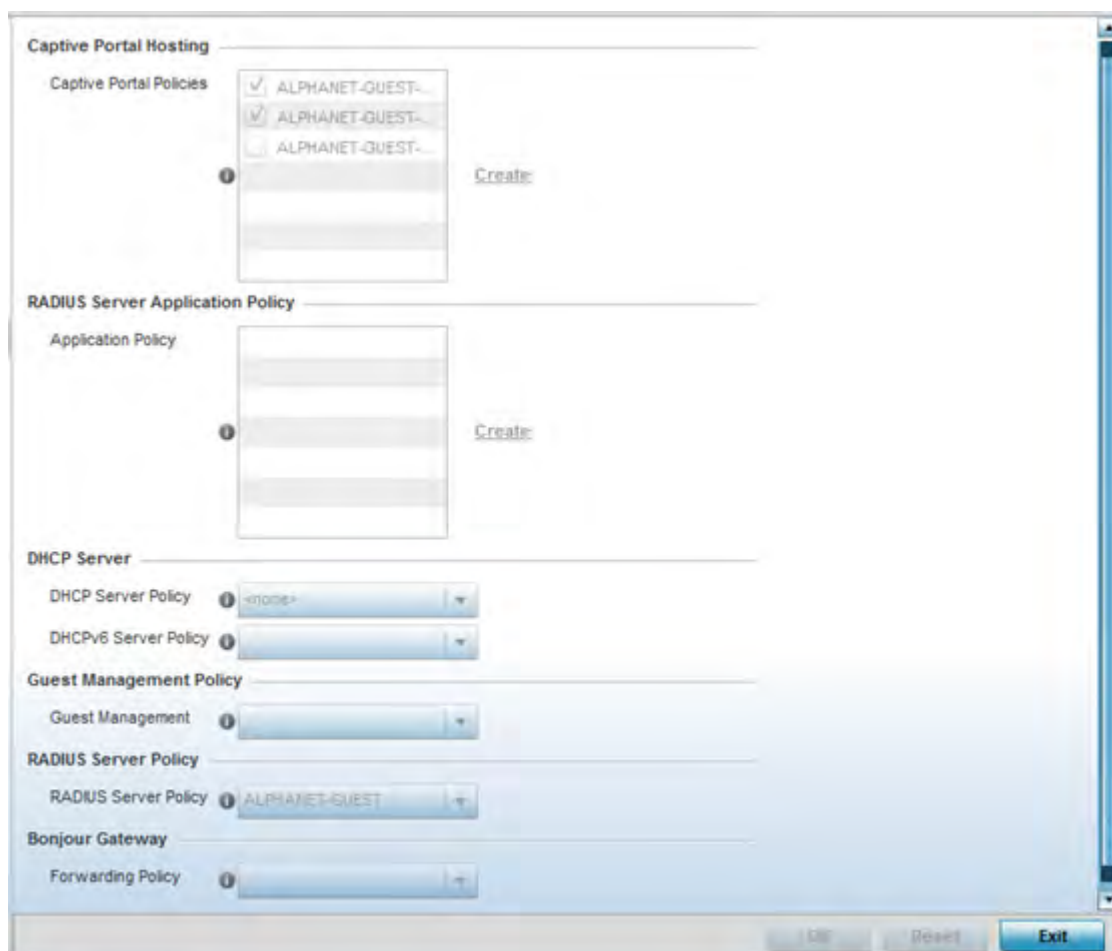 Captive Portal Hosting
Captive Portal Policies
ALPHANET-GUEST-...
ALPHANET-GUEST-...
ALPHANET-GUEST-...
Create
RADIUS Server Application Policy
Application Policy
Create
DHCP Server
DHCP Server Policy <none>
DHCPv6 Server Policy
Guest Management Policy
Guest Management
RADIUS Server Policy
RADIUS Server Policy ALPHANET-GUEST
Bonjour Gateway
Forwarding Policy
OK Reset Exit